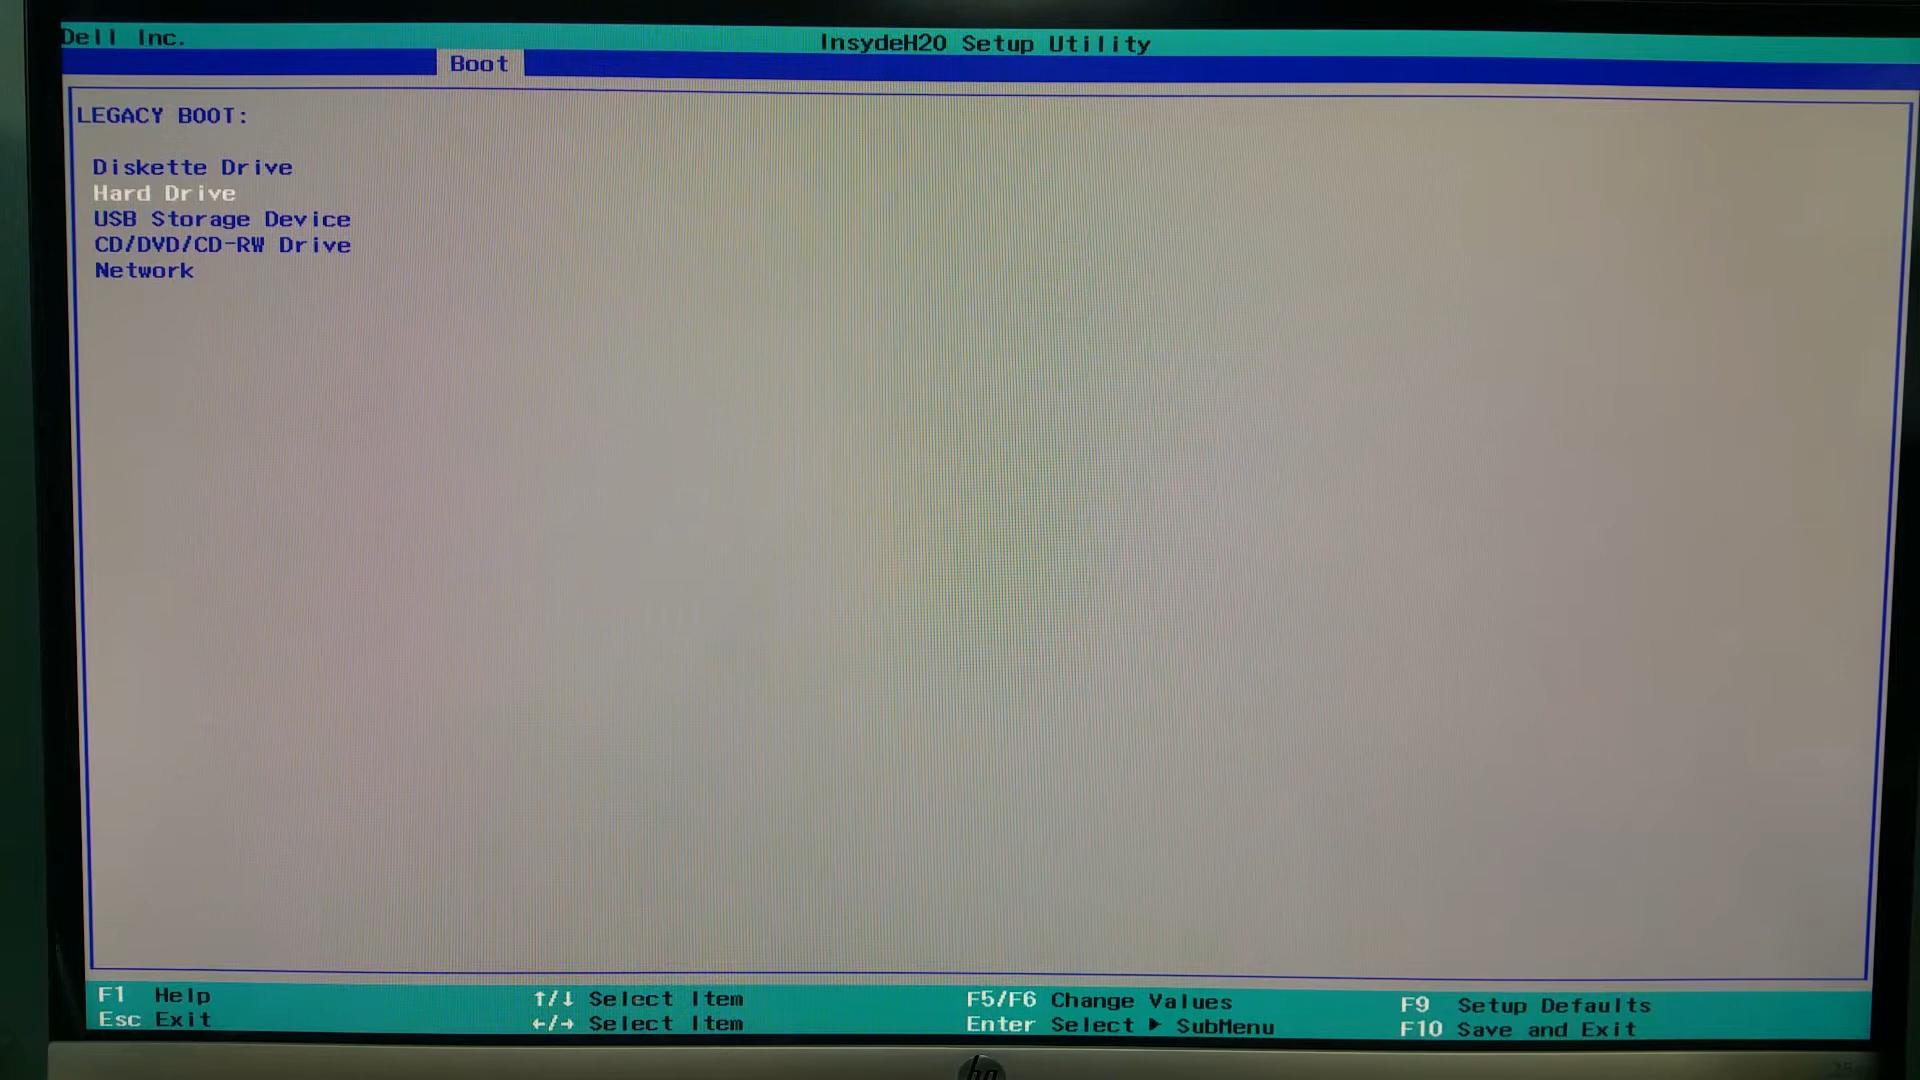 Dell Inc.
InsydeH2O Setup Utility
Boot
LEGACY BOOT:
Diskette Drive
Hard Drive
USB Storage Device
CD/DVD/CD-RW Drive
Network
F1 Help
Esc Exit
↑/↓ Select Item
←/→ Select Item
F5/F6 Change Values
Enter Select ▶ SubMenu
F9 Setup Defaults
F10 Save and Exit
hp